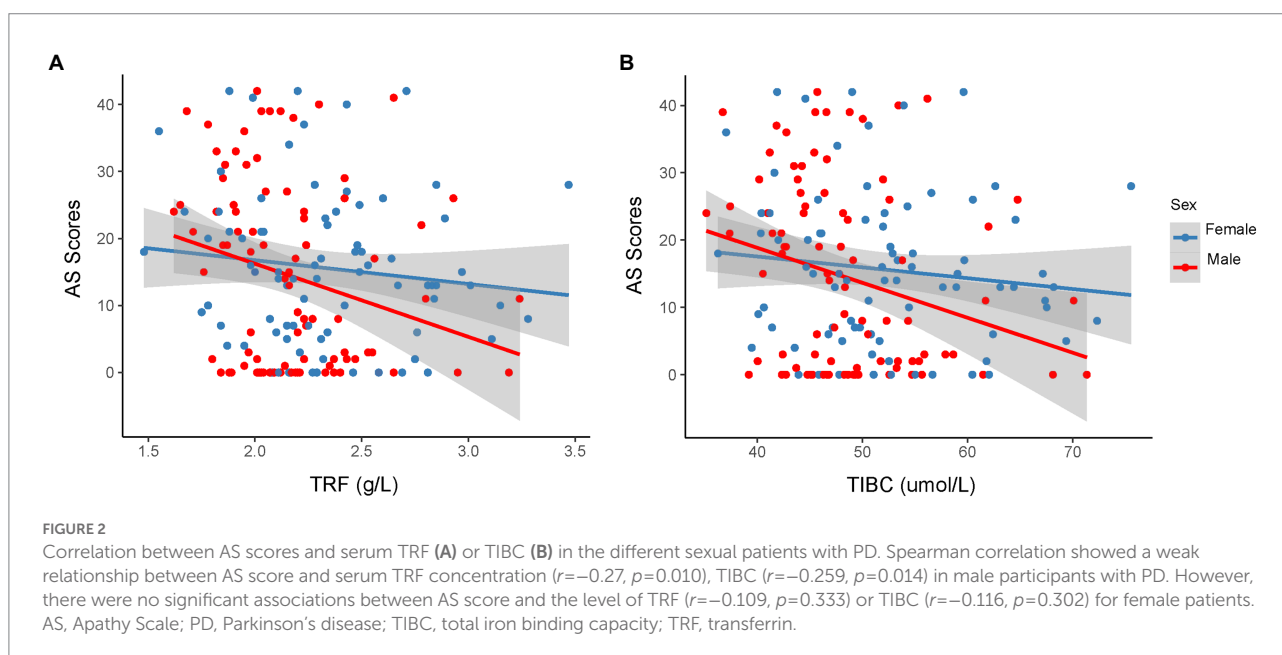 A
B
40
30
20
10
0
AS Scores
1.5 2.0 2.5 3.0 3.5
TRF (g/L)
40
30
20
10
0
AS Scores
40 50 60 70
TIBC (umol/L)
Sex
Female
Male
FIGURE 2
Correlation between AS scores and serum TRF (A) or TIBC (B) in the different sexual patients with PD. Spearman correlation showed a weak
relationship between AS score and serum TRF concentration (r=−0.27, p=0.010), TIBC (r=−0.259, p=0.014) in male participants with PD. However,
there were no significant associations between AS score and the level of TRF (r=−0.109, p=0.333) or TIBC (r=−0.116, p=0.302) for female patients.
AS, Apathy Scale; PD, Parkinson's disease; TIBC, total iron binding capacity; TRF, transferrin.